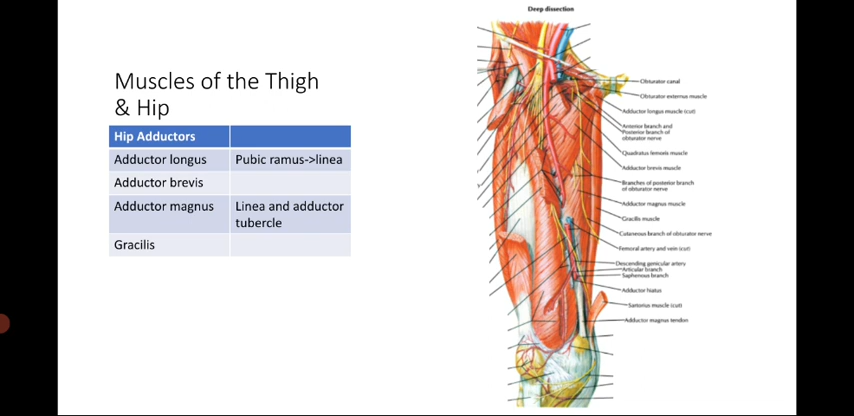 Deep dissection
Muscles of the Thigh
& Hip
Hip Adductors
Adductor longus Pubic ramus->linea
Adductor brevis
Adductor magnus Linea and adductor
tubercle
Gracilis
Obturator canal
Obturator externus muscle
Adductor longus muscle (cut)
Anterior branch and
Posterior branch of
obturator nerve
Quadratus femoris muscle
Adductor brevis muscle
Branches of posterior branch
of obturator nerve
Adductor magnus muscle
Gracilis muscle
Cutaneous branch of obturator nerve
Femoral artery and vein (cut)
Descending genicular artery
Articular branch
Saphenous branch
Adductor hiatus
Sartorius muscle (cut)
Adductor magnus tendon